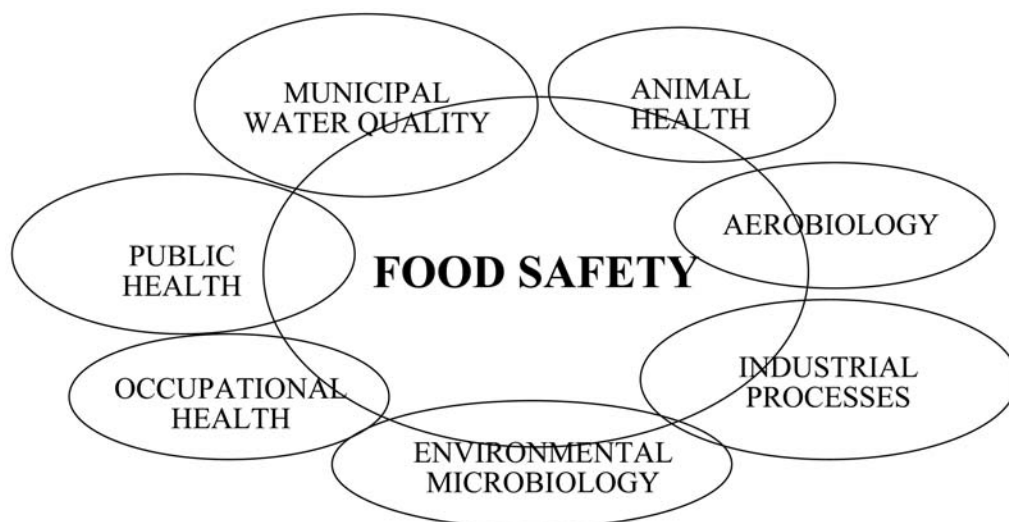 MUNICIPAL
WATER QUALITY
ANIMAL
HEALTH
AEROBIOLOGY
PUBLIC
HEALTH
FOOD SAFETY
INDUSTRIAL
PROCESSES
OCCUPATIONAL
HEALTH
ENVIRONMENTAL
MICROBIOLOGY